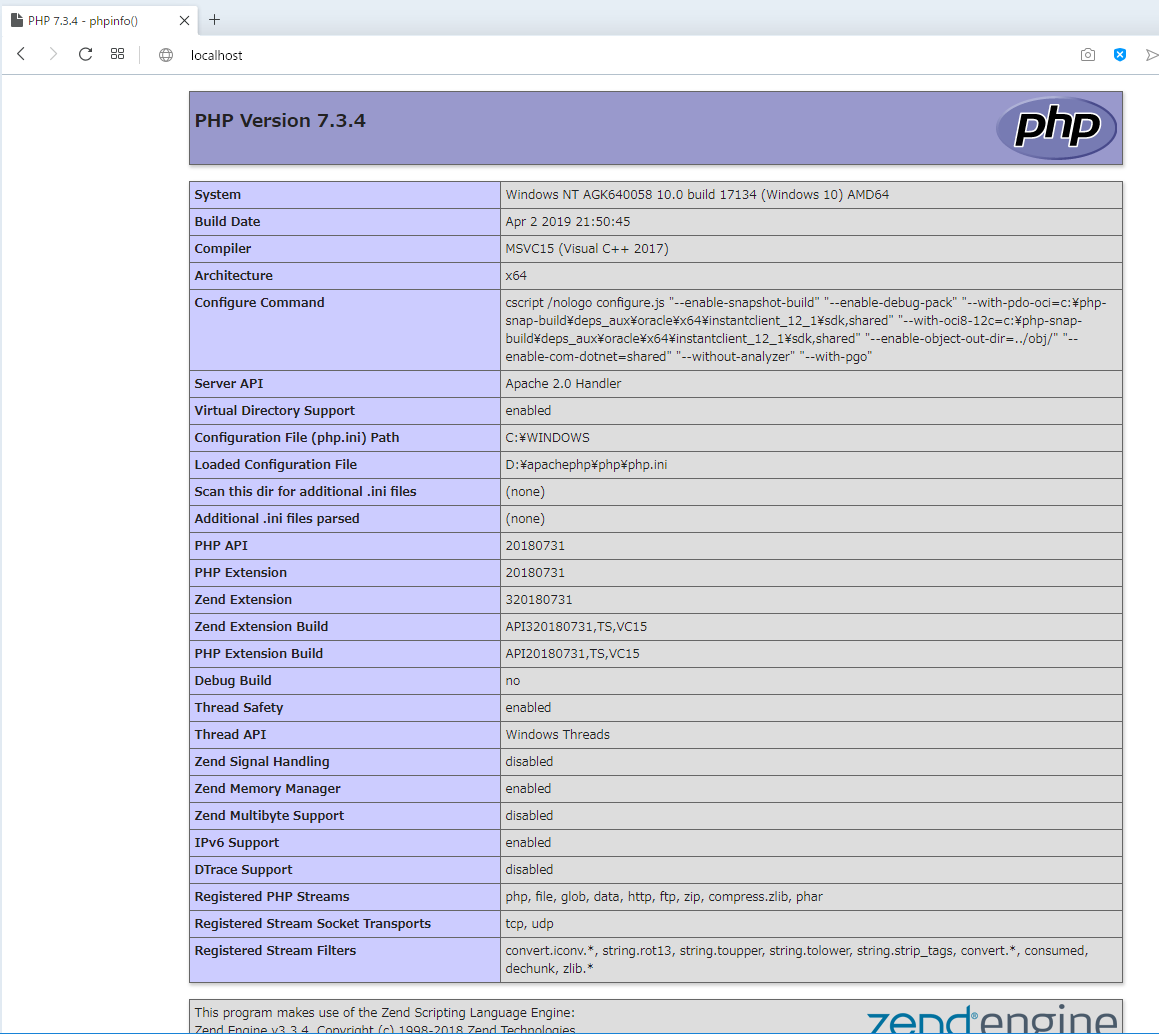 PHP 7.3.4 - phpinfo()
localhost
PHP Version 7.3.4
php
System Windows NT AGK640058 10.0 build 17134 (Windows 10) AMD64
Build Date Apr 2 2019 21:50:45
Compiler MSVC15 (Visual C++ 2017)
Architecture x64
Configure Command cscript /nologo configure.js "--enable-snapshot-build" "--enable-debug-pack" "--with-pdo-oci=c:¥php-
snap-build¥deps_aux¥oracle¥x64¥instantclient_12_1¥sdk,shared" "--with-oci8-12c=c:¥php-snap-
build¥deps_aux¥oracle¥x64¥instantclient_12_1¥sdk,shared" "--enable-object-out-dir=../obj/" "--
enable-com-dotnet=shared" "--without-analyzer" "--with-pgo"
Server API Apache 2.0 Handler
Virtual Directory Support enabled
Configuration File (php.ini) Path C:¥WINDOWS
Loaded Configuration File D:¥apachephp¥php¥php.ini
Scan this dir for additional .ini files (none)
Additional .ini files parsed (none)
PHP API 20180731
PHP Extension 20180731
Zend Extension 320180731
Zend Extension Build API320180731,TS,VC15
PHP Extension Build API20180731,TS,VC15
Debug Build no
Thread Safety enabled
Thread API Windows Threads
Zend Signal Handling disabled
Zend Memory Manager enabled
Zend Multibyte Support disabled
IPv6 Support enabled
DTrace Support disabled
Registered PHP Streams php, file, glob, data, http, ftp, zip, compress.zlib, phar
Registered Stream Socket Transports tcp, udp
Registered Stream Filters convert.iconv.*, string.rot13, string.toupper, string.tolower, string.strip_tags, convert.*, consumed,
dechunk, zlib.*
This program makes use of the Zend Scripting Language Engine:
Zend Engine v3.3.4, Copyright (c) 1998-2018 Zend Technologies
zend®engine